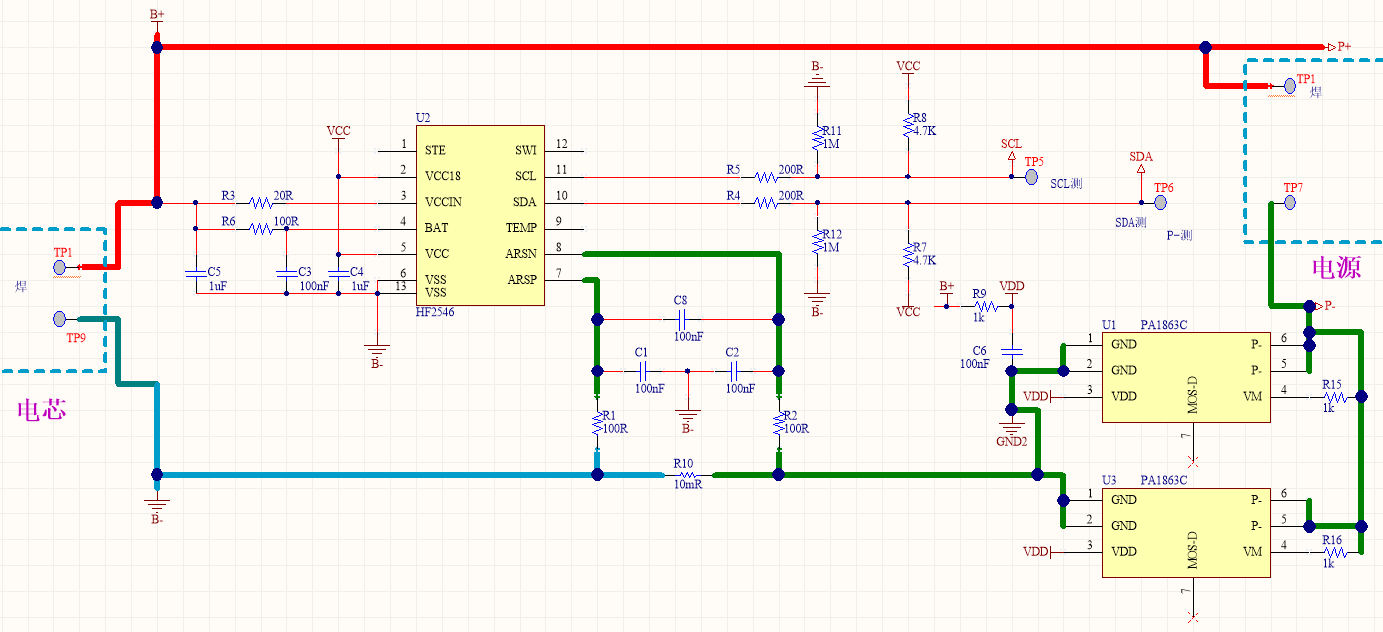 B+
P+
TP1
焊
B-
VCC
R11
1M
R8
4.7K
U2
VCC
1 STE SWI 12
2 VCC18 SCL 11
3 VCCIN SDA 10
4 BAT TEMP 9
5 VCC ARSN 8
6 VSS ARSP 7
13 VSS
HF2546
R3 20R
R6 100R
C5
1uF
C3
100nF
C4
1uF
B-
R5 200R
R4 200R
SCL
TP5
SCL测
SDA
TP6
SDA测
P-测
TP7
R12
1M
B-
R7
4.7K
VCC
电源
TP1
焊
TP9
电芯
C8
100nF
C1
100nF
C2
100nF
B-
R1
100R
R2
100R
R10
10mR
B-
B+
R9
1k
VDD
C6
100nF
GND2
P-
U1 PA1863C
1 GND P- 6
2 GND P- 5
VDD 3 VDD VM 4
MOS-D
7
R15
1k
U3 PA1863C
1 GND P- 6
2 GND P- 5
VDD 3 VDD VM 4
MOS-D
7
R16
1k